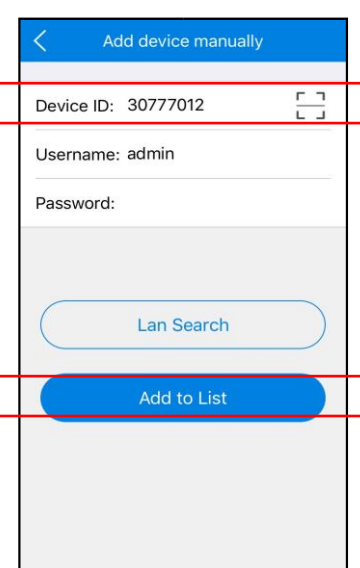 Add device manually
Device ID: 30777012
Username: admin
Password:
Lan Search
Add to List